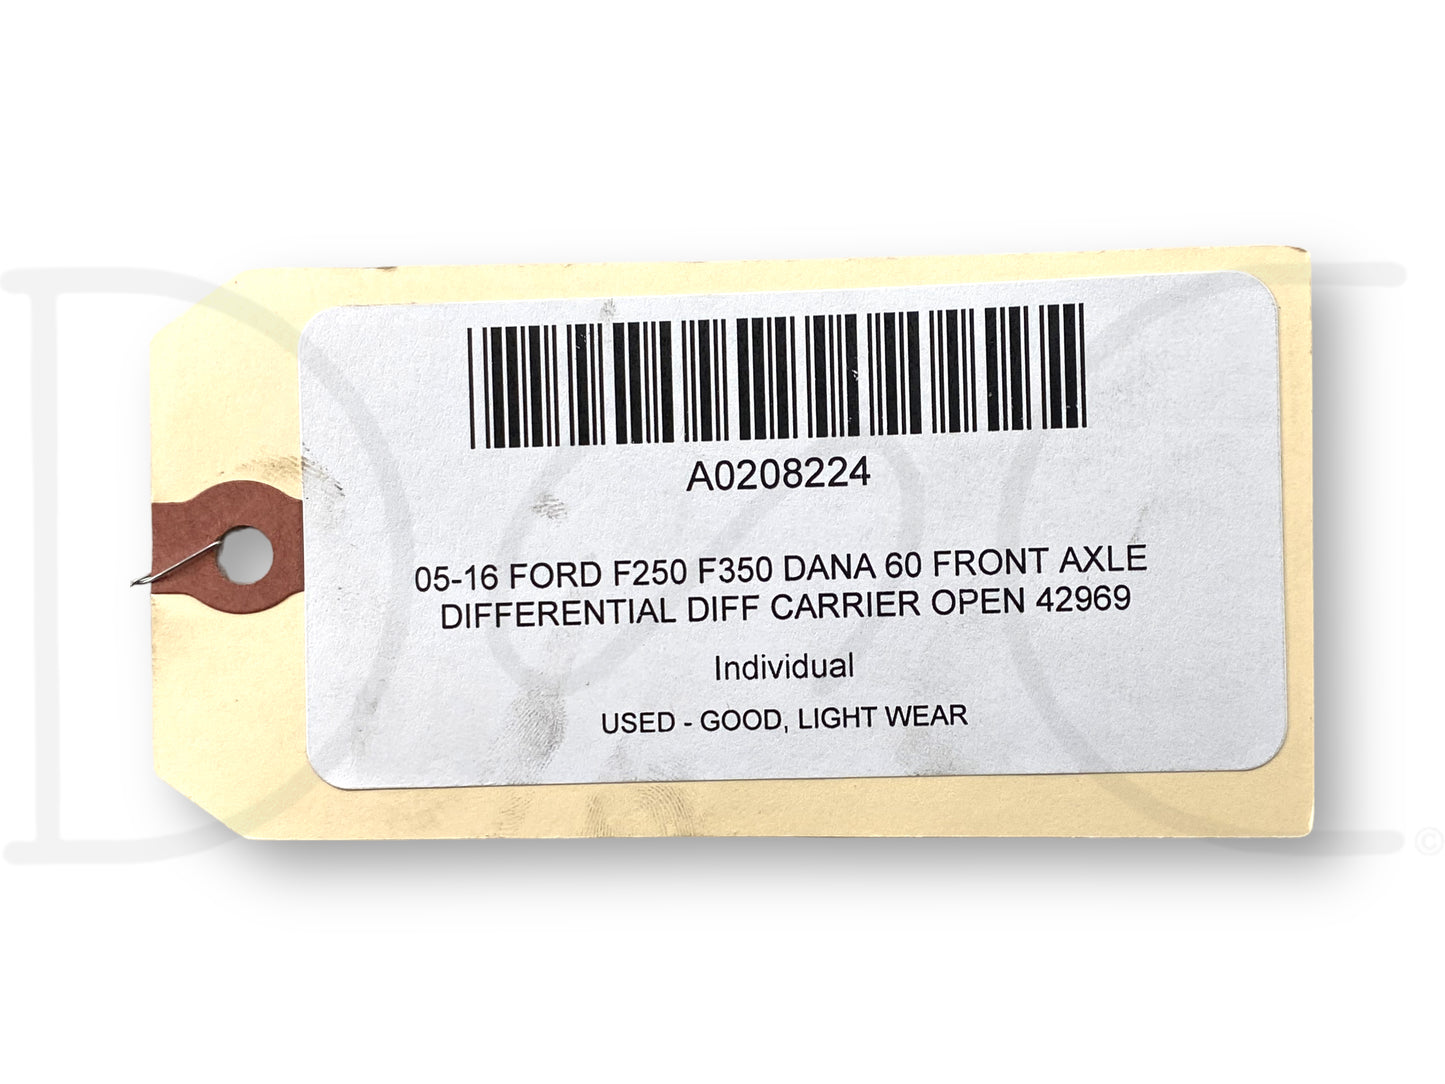 A0208224
05-16 FORD F250 F350 DANA 60 FRONT AXLE
DIFFERENTIAL DIFF CARRIER OPEN 42969
Individual
USED - GOOD, LIGHT WEAR
©